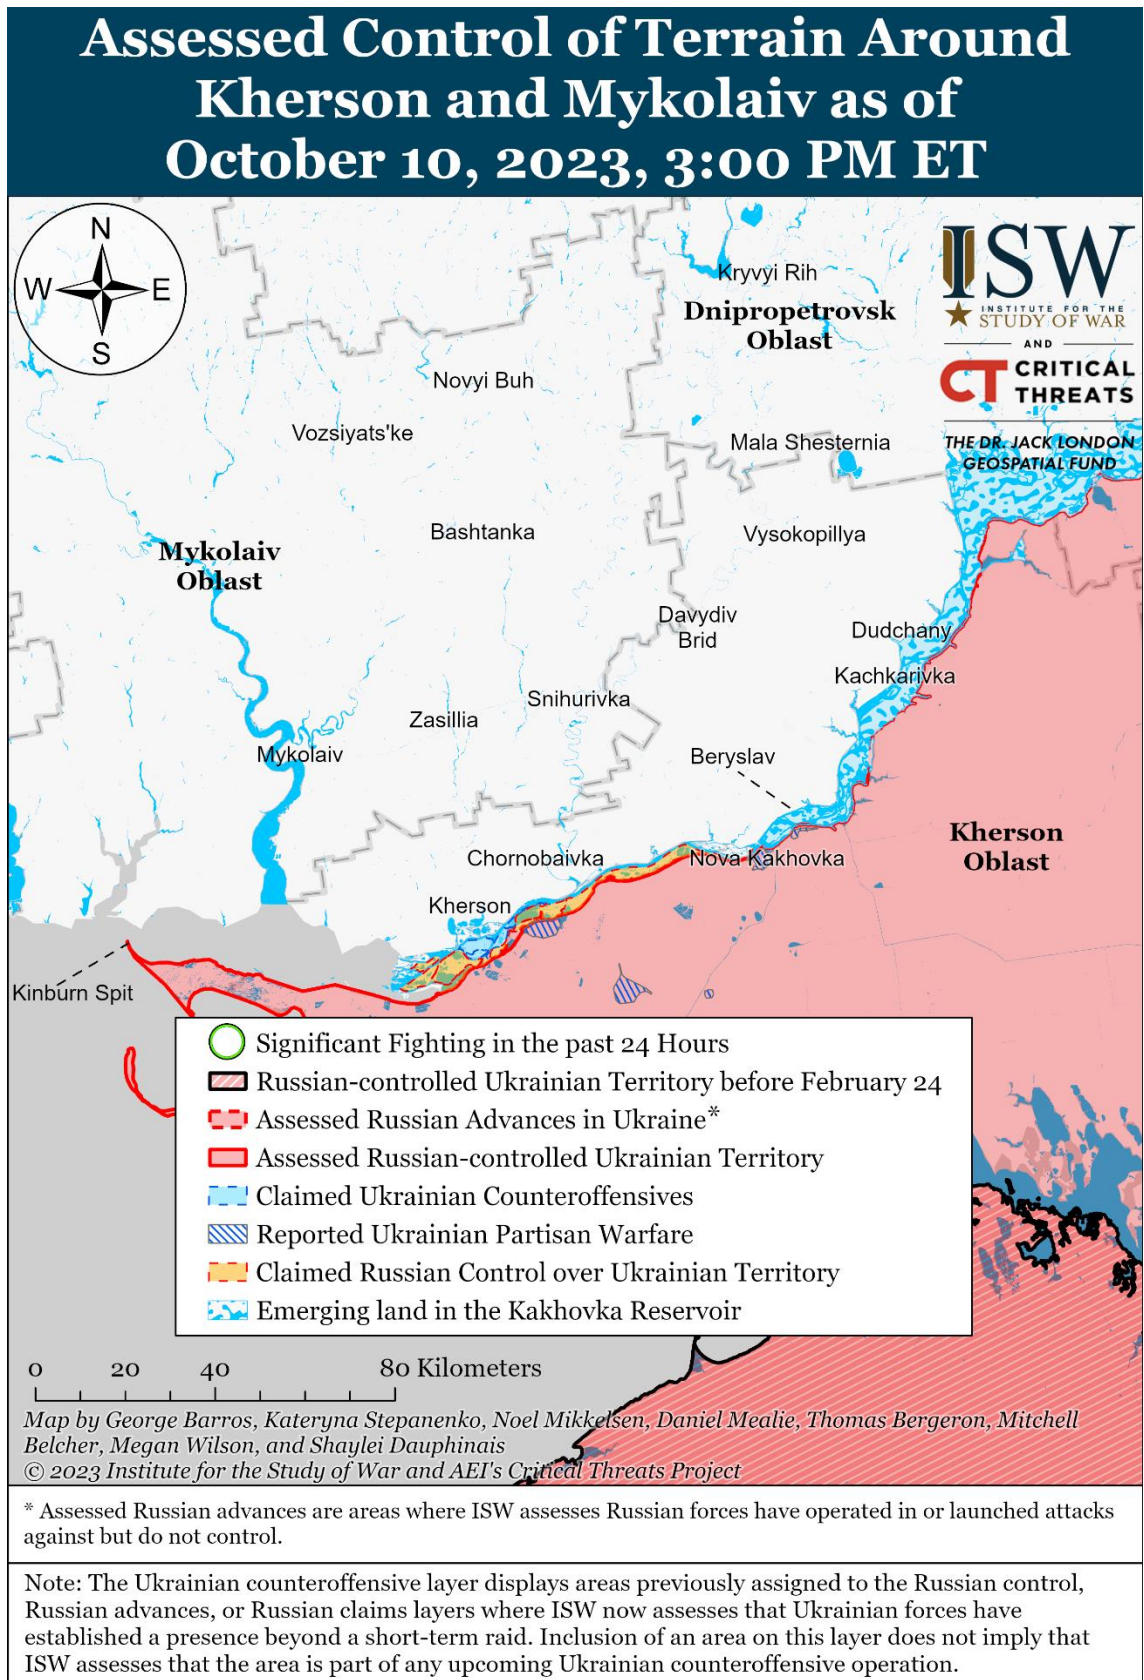 Assessed Control of Terrain Around
Kherson and Mykolaiv as of
October 10, 2023, 3:00 PM ET
N
W
E
S
ISW
INSTITUTE FOR THE
STUDY OF WAR
AND
CT CRITICAL
THREATS
THE DR. JACK LONDON
GEOSPATIAL FUND
Kryvyi Rih
Dnipropetrovsk
Oblast
Novyi Buh
Vozsiyats'ke
Mala Shesternia
Bashtanka
Vysokopillya
Mykolaiv
Oblast
Davydiv
Brid
Dudchany
Kachkarivka
Snihurivka
Zasillia
Mykolaiv
Beryslav
Kherson
Oblast
Chornobaivka
Nova Kakhovka
Kherson
Kinburn Spit
Significant Fighting in the past 24 Hours
Russian-controlled Ukrainian Territory before February 24
Assessed Russian Advances in Ukraine*
Assessed Russian-controlled Ukrainian Territory
Claimed Ukrainian Counteroffensives
Reported Ukrainian Partisan Warfare
Claimed Russian Control over Ukrainian Territory
Emerging land in the Kakhovka Reservoir
0 20 40 80 Kilometers
Map by George Barros, Kateryna Stepanenko, Noel Mikkelsen, Daniel Mealie, Thomas Bergeron, Mitchell
Belcher, Megan Wilson, and Shaylei Dauphinais
© 2023 Institute for the Study of War and AEI's Critical Threats Project
* Assessed Russian advances are areas where ISW assesses Russian forces have operated in or launched attacks
against but do not control.
Note: The Ukrainian counteroffensive layer displays areas previously assigned to the Russian control,
Russian advances, or Russian claims layers where ISW now assesses that Ukrainian forces have
established a presence beyond a short-term raid. Inclusion of an area on this layer does not imply that
ISW assesses that the area is part of any upcoming Ukrainian counteroffensive operation.